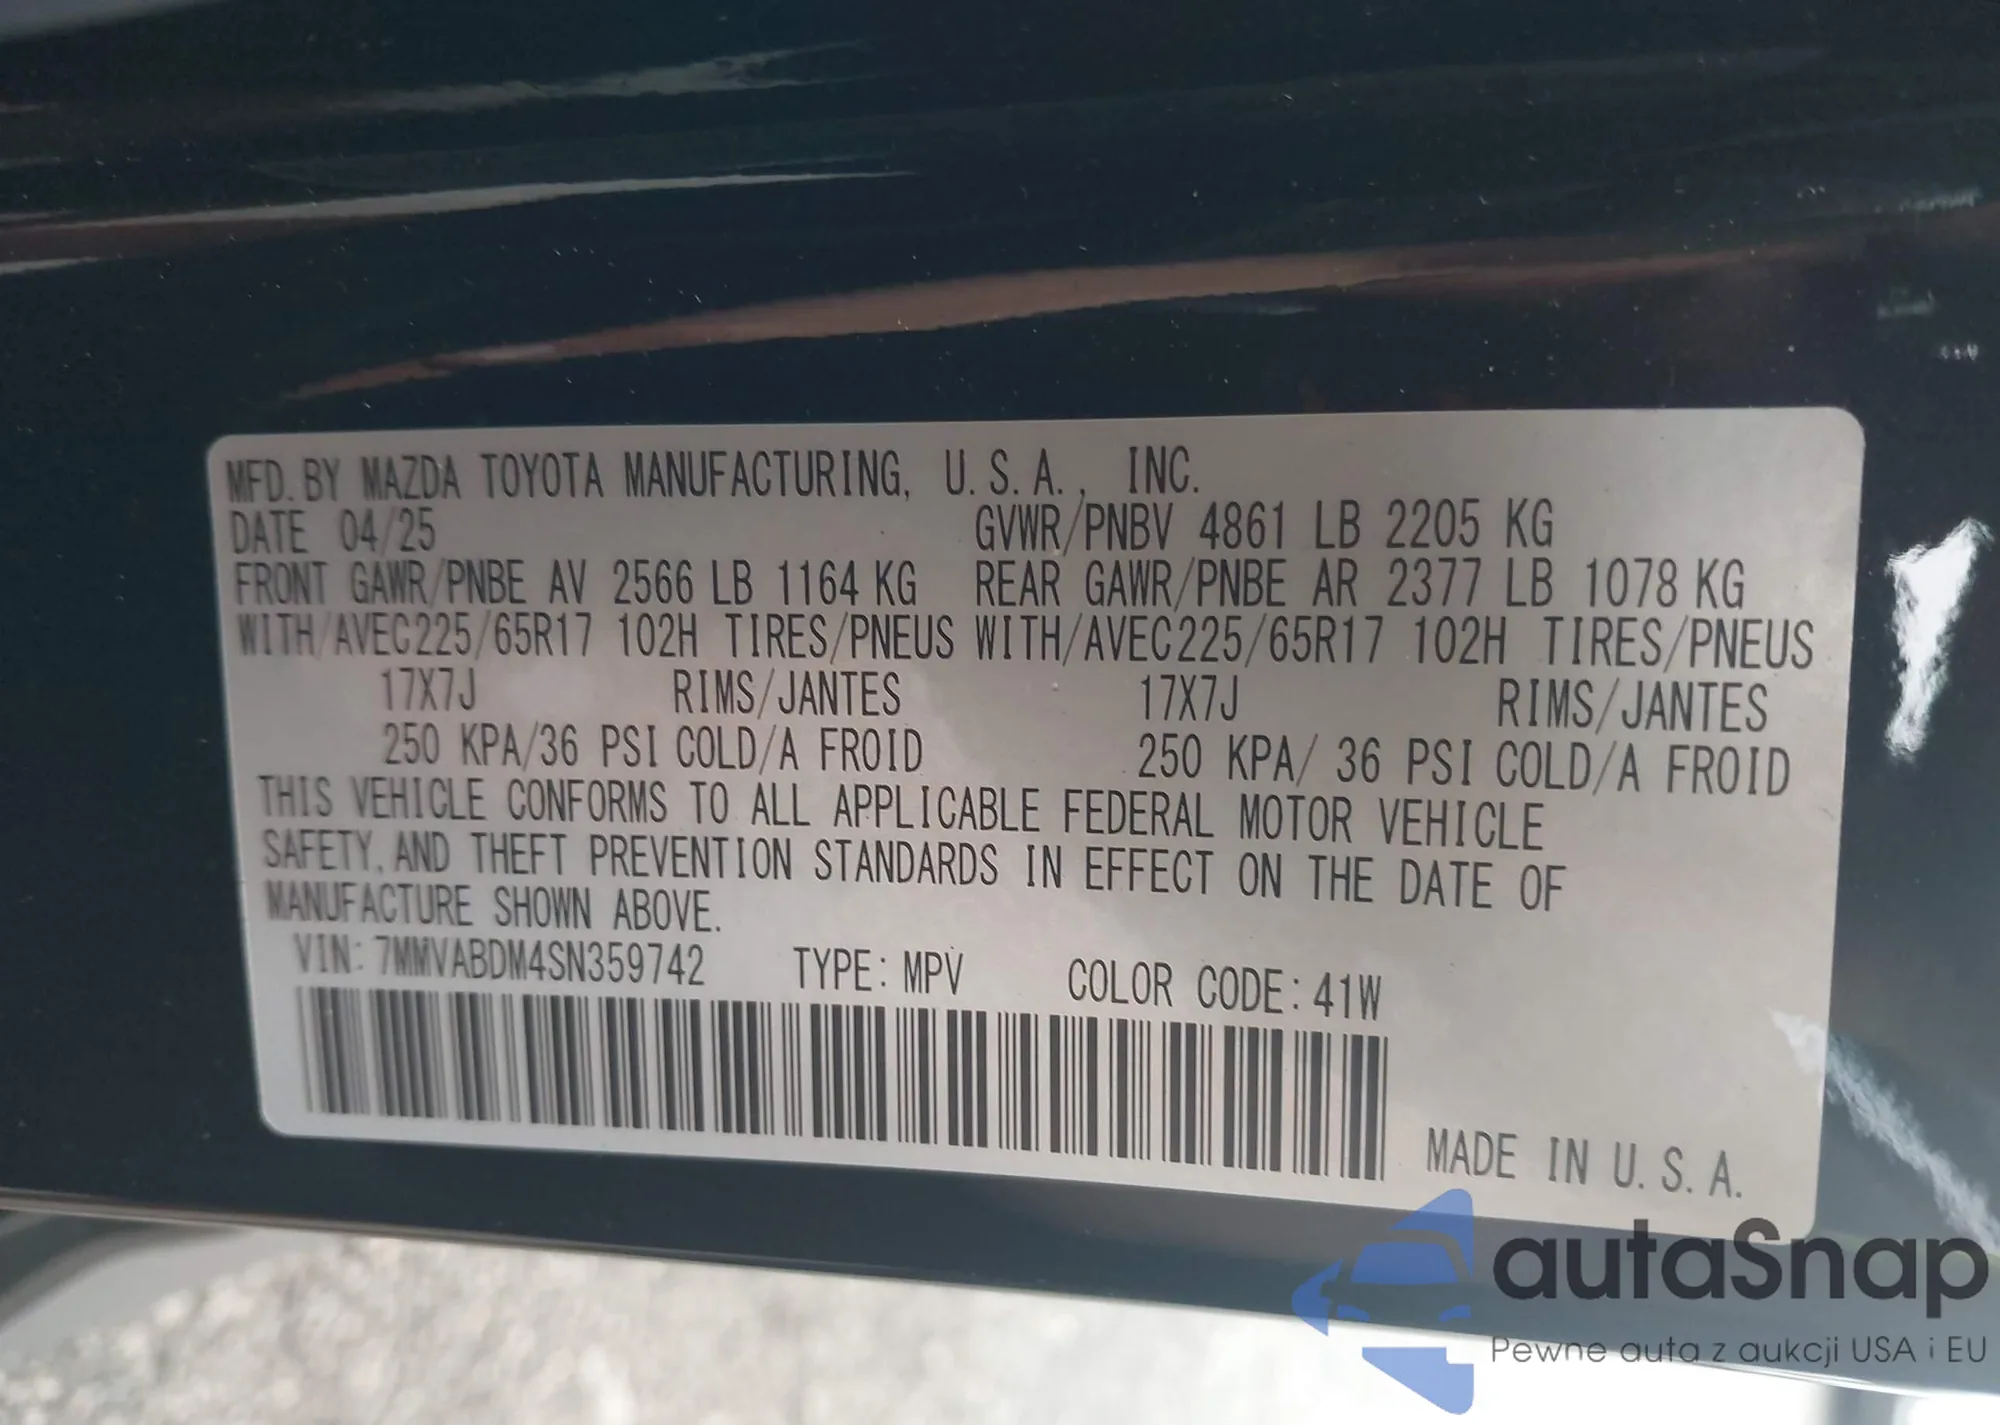 MFD. BY MAZDA TOYOTA MANUFACTURING, U.S.A., INC.
DATE 04/25 GVWR/PNBV 4861 LB 2205 KG
FRONT GAWR/PNBE AV 2566 LB 1164 KG REAR GAWR/PNBE AR 2377 LB 1078 KG
WITH/AVEC225/65R17 102H TIRES/PNEUS WITH/AVEC225/65R17 102H TIRES/PNEUS
17X7J RIMS/JANTES 17X7J RIMS/JANTES
250 KPA/36 PSI COLD/A FROID 250 KPA/ 36 PSI COLD/A FROID
THIS VEHICLE CONFORMS TO ALL APPLICABLE FEDERAL MOTOR VEHICLE
SAFETY, AND THEFT PREVENTION STANDARDS IN EFFECT ON THE DATE OF
MANUFACTURE SHOWN ABOVE.
VIN: 7MMVABDM4SN359742 TYPE: MPV COLOR CODE: 41W
MADE IN U.S.A.
autaSnap
Pewne auta z aukcji USA i EU